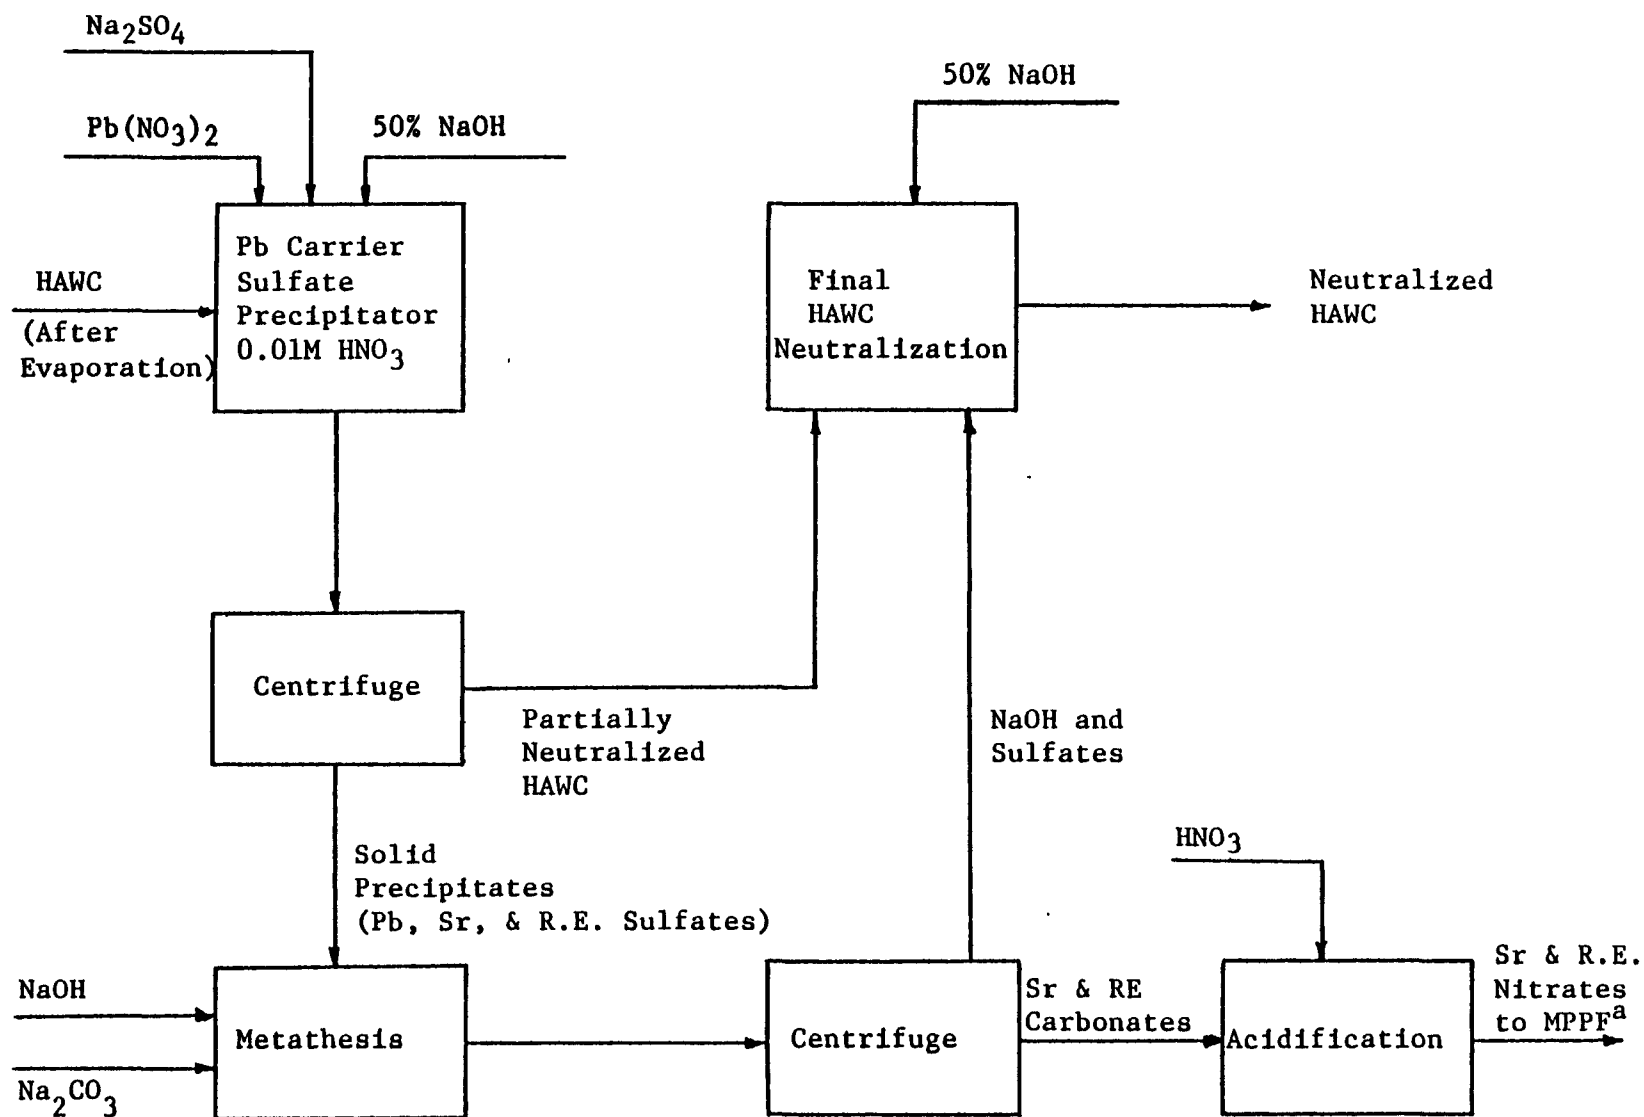 Na2SO4
Pb(NO3)2
50% NaOH
50% NaOH
Pb Carrier
Sulfate
Precipitator
0.01M HNO3
HAWC
(After
Evaporation)
Final
HAWC
Neutralization
Neutralized
HAWC
Centrifuge
Partially
Neutralized
HAWC
NaOH and
Sulfates
Solid
Precipitates
(Pb, Sr, & R.E. Sulfates)
HNO3
NaOH
Na2CO3
Metathesis
Centrifuge
Sr & RE
Carbonates
Acidification
Sr & R.E.
Nitrates
to MPPFa